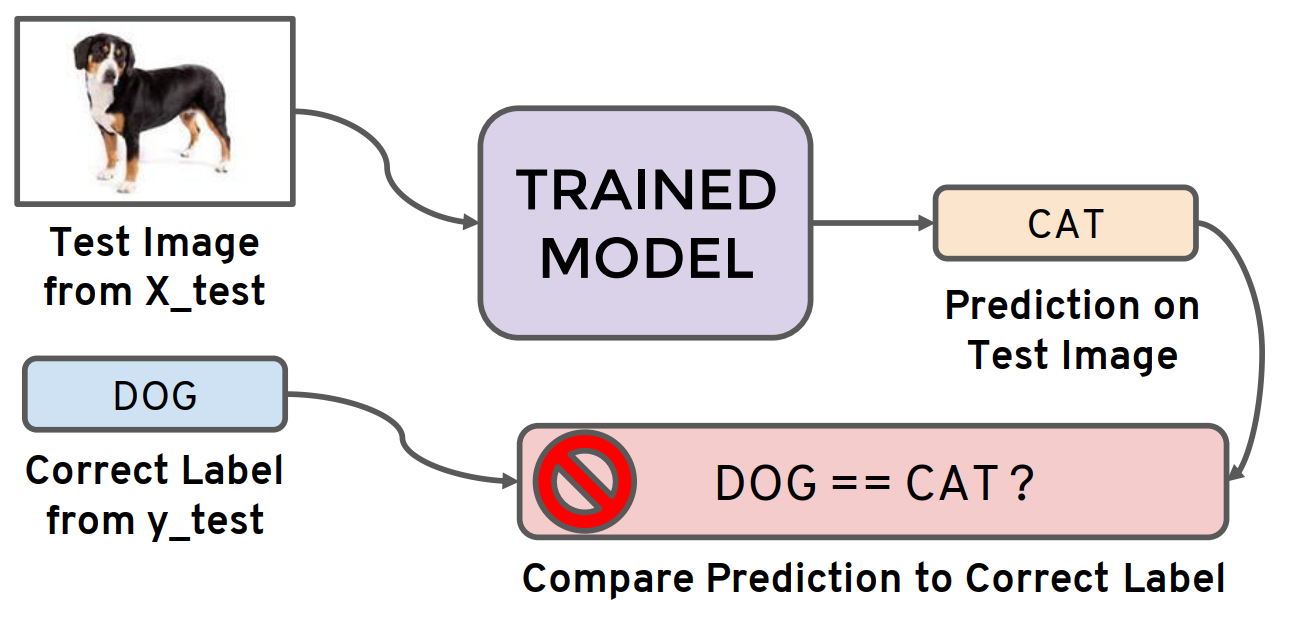 TRAINED
MODEL
CAT
Test Image
from X_test
Prediction on
Test Image
DOG
DOG == CAT ?
Correct Label
from y_test
Compare Prediction to Correct Label